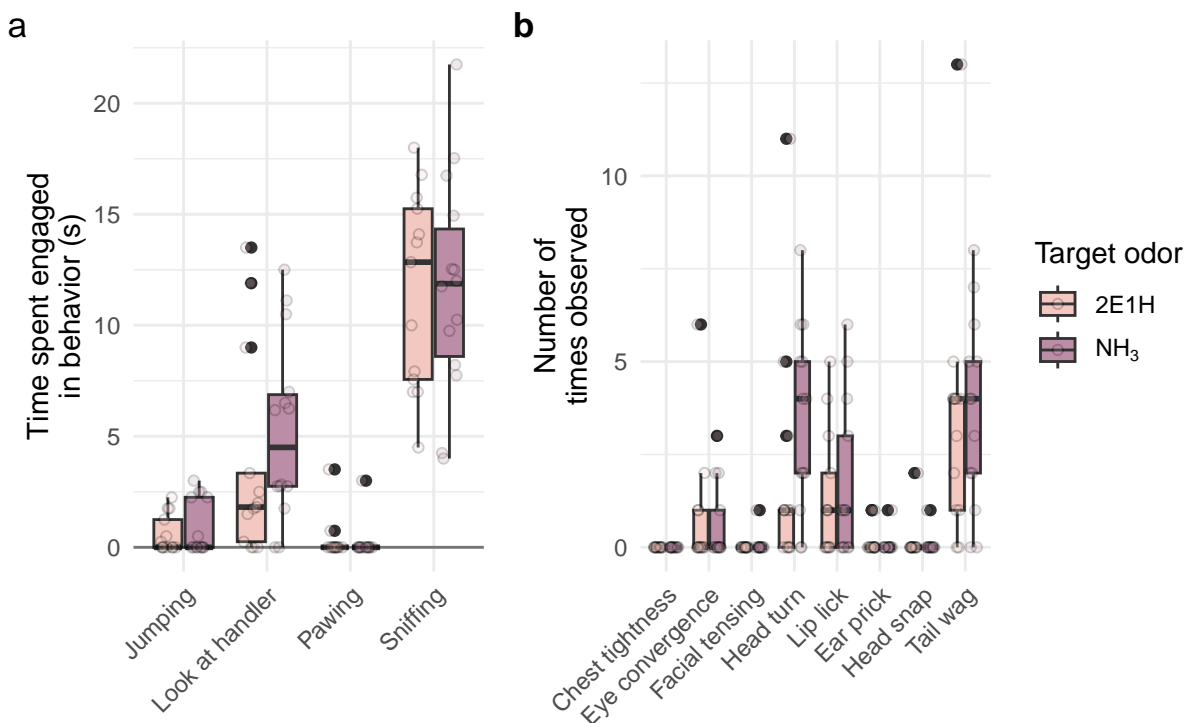 a
Time spent engaged
in behavior (s)
20
15
10
5
0
Jumping
Look at handler
Pawing
Sniffing
b
Number of
times observed
10
5
0
Chest tightness
Eye convergence
Facial tensing
Head turn
Lip lick
Ear prick
Head snap
Tail wag
Target odor
2E1H
NH₃